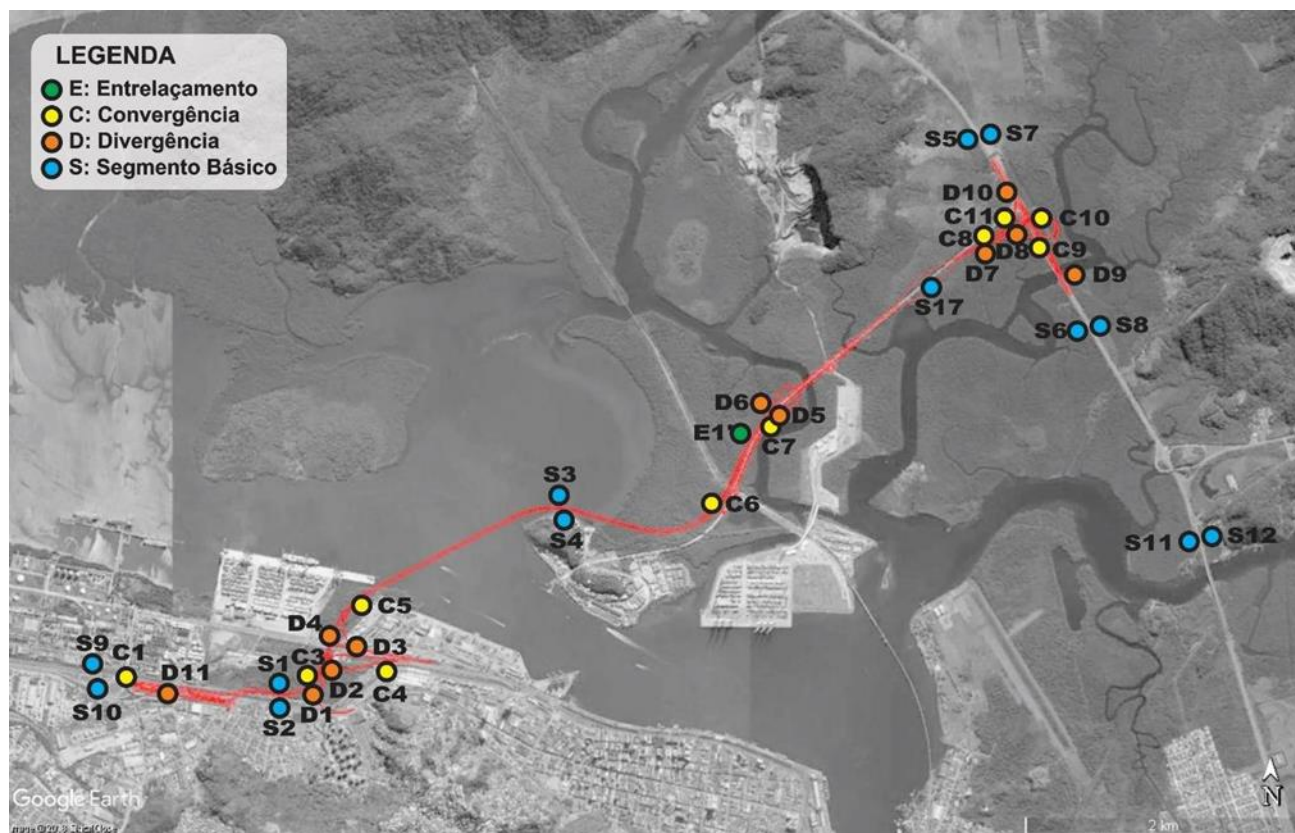 LEGENDA
E: Entrelaçamento
C: Convergência
D: Divergência
S: Segmento Básico
S5
S7
D10
C11
C10
C8
D8
C9
D7
D9
S17
S6
S8
D6
D5
E1'
C7
S3
C6
S4
S11
S12
C5
D4
D3
S9
C1
D11
S1
C3
D2
C4
S10
S2
D1
N
Google Earth
2 km